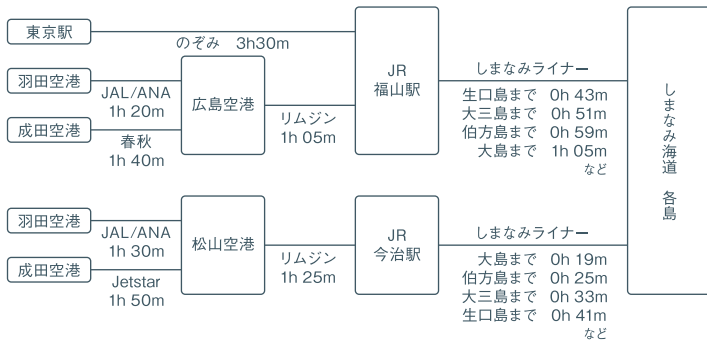 東京駅
のぞみ 3h30m
羽田空港
JAL/ANA
1h 20m
成田空港
春秋
1h 40m
広島空港
リムジン
1h 05m
JR
福山駅
しまなみライナー
生口島まで 0h 43m
大三島まで 0h 51m
伯方島まで 0h 59m
大島まで 1h 05m
など
しまなみ海道 各島
羽田空港
JAL/ANA
1h 30m
成田空港
Jetstar
1h 50m
松山空港
リムジン
1h 25m
JR
今治駅
しまなみライナー
大島まで 0h 19m
伯方島まで 0h 25m
大三島まで 0h 33m
生口島まで 0h 41m
など